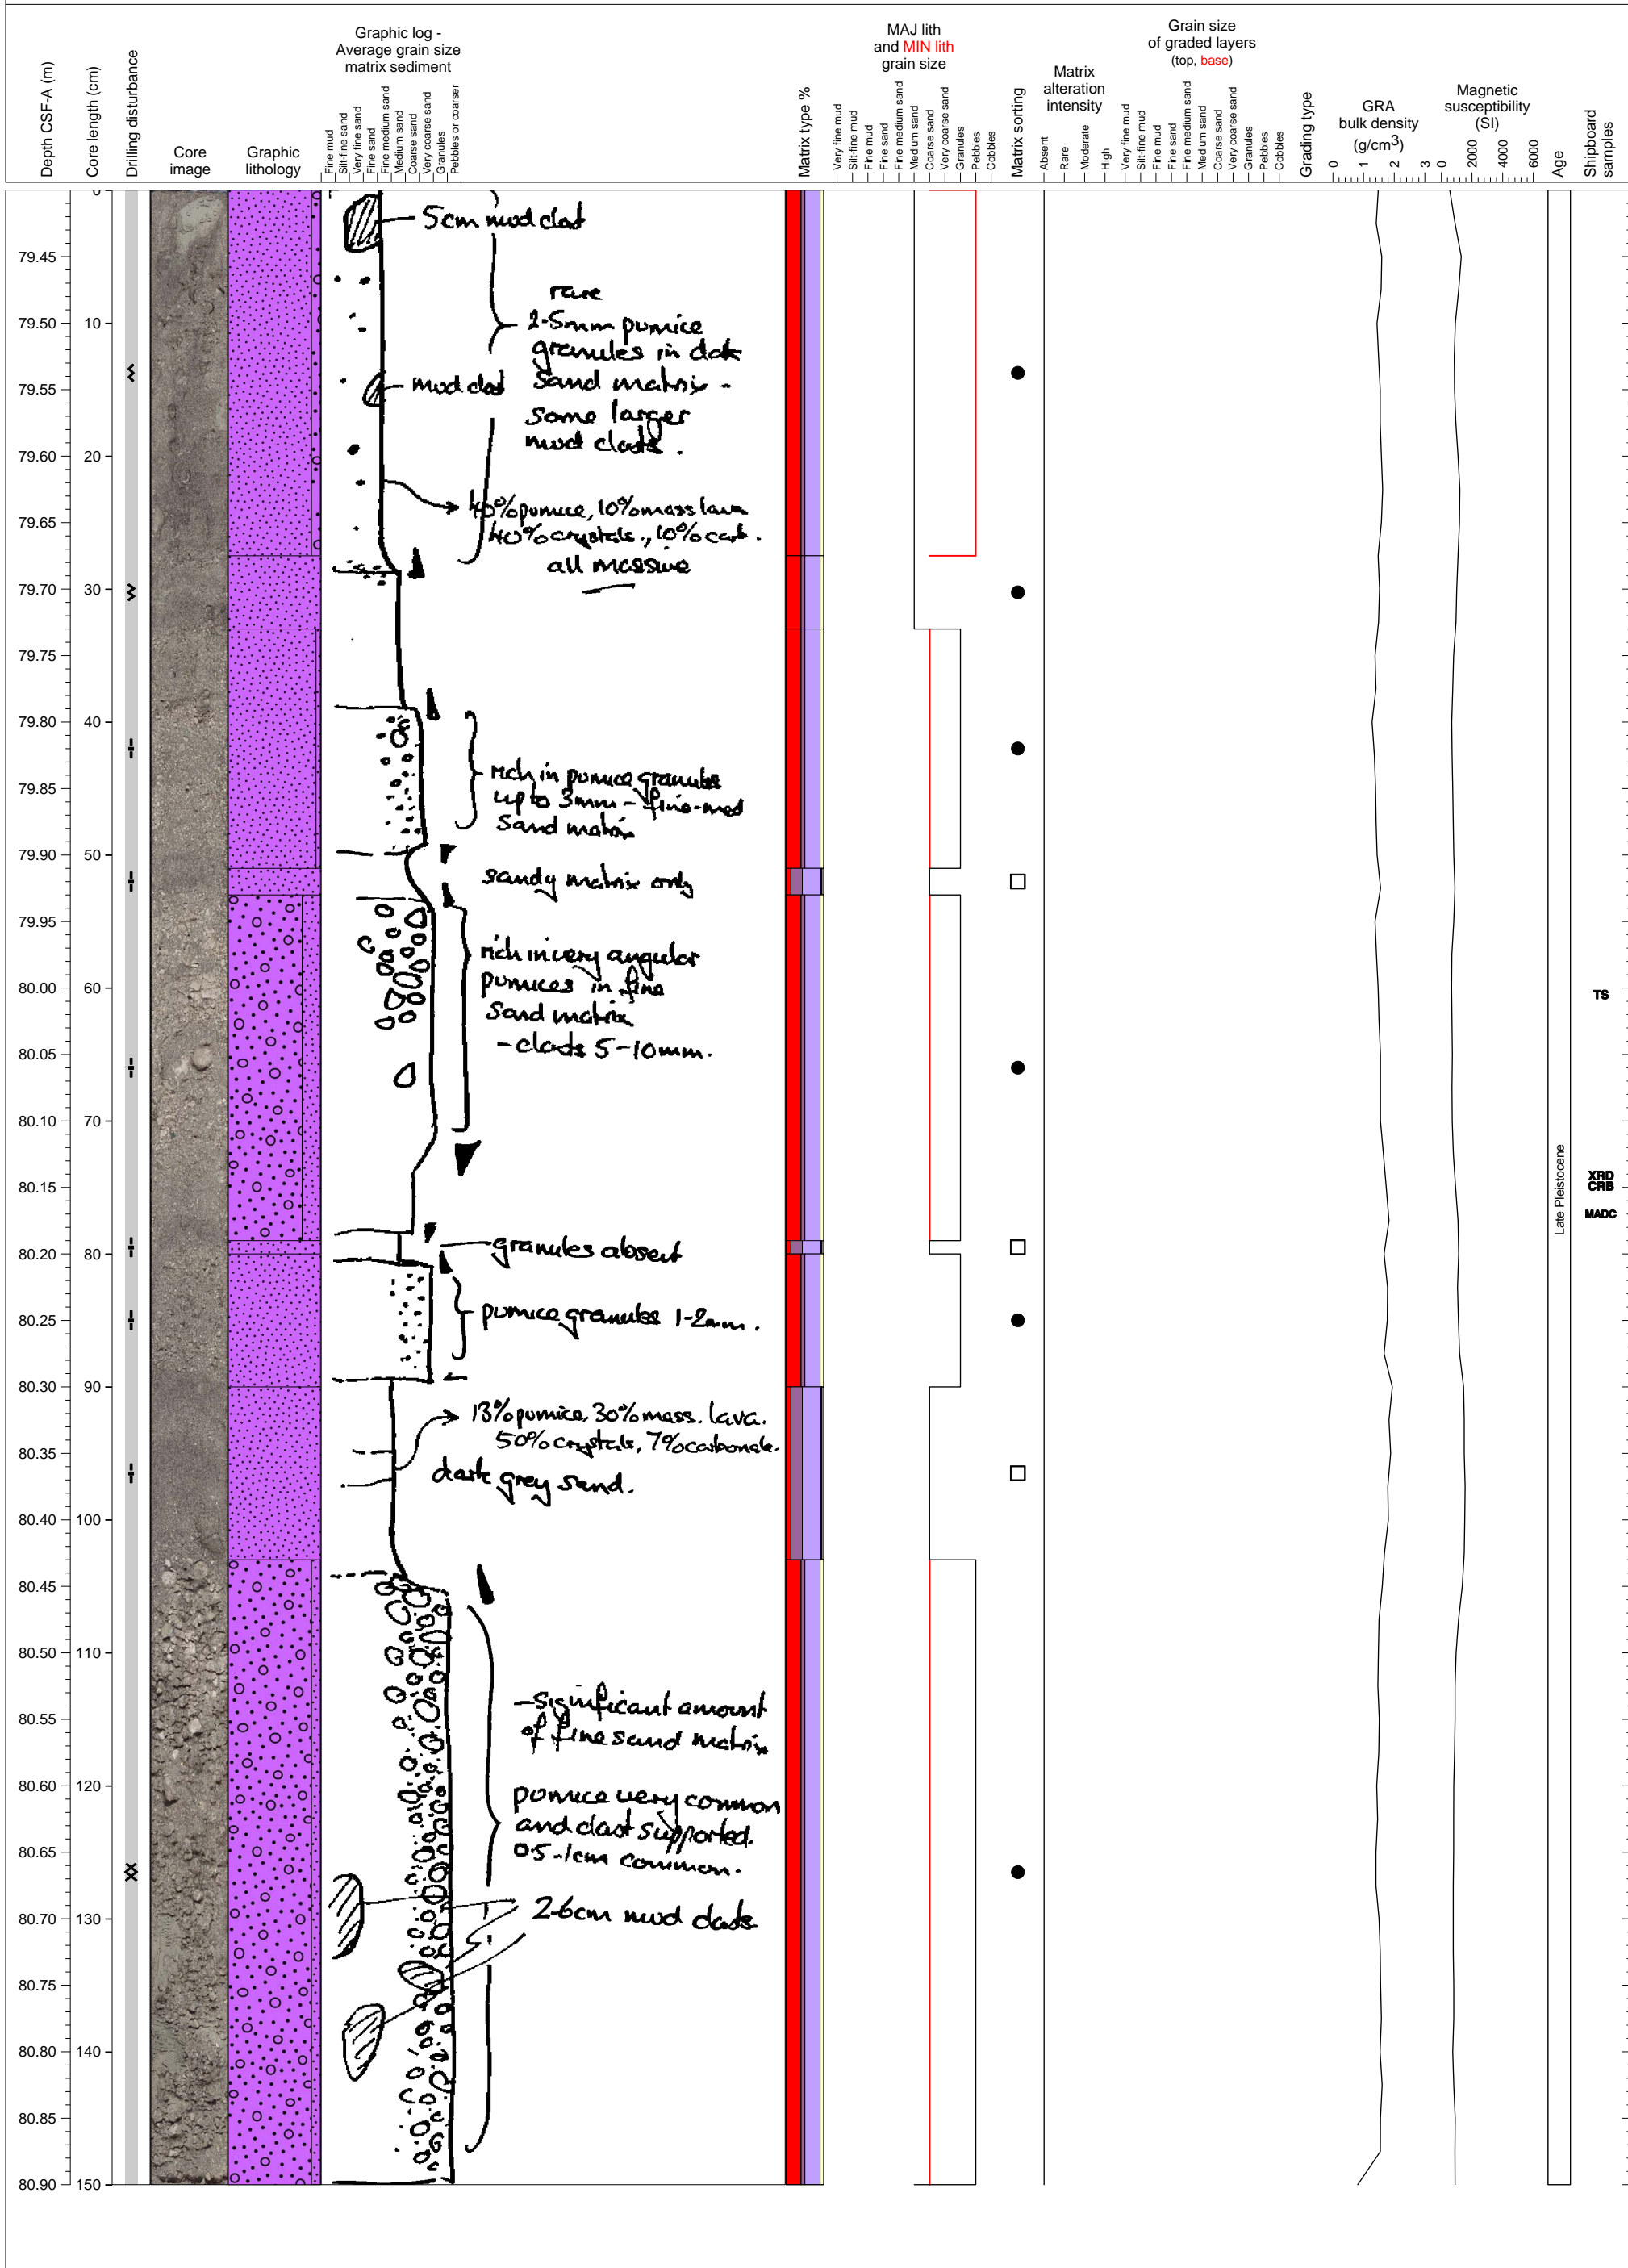 Depth CSF-A (m)
Core length (cm)
Drilling disturbance
Core
image
Graphic
lithology
Graphic log -
Average grain size
matrix sediment
Fine mud
Silt-fine sand
Very fine sand
Fine sand
Fine medium sand
Medium sand
Coarse sand
Very coarse sand
Granules
Pebbles or coarser
Matrix type %
MAJ lith
and MIN lith
grain size
Very fine mud
Silt-fine mud
Fine mud
Fine sand
Fine medium sand
Medium sand
Coarse sand
Very coarse sand
Granules
Pebbles
Cobbles
Matrix sorting
Matrix
alteration
intensity
Absent
Rare
Moderate
High
Grain size
of graded layers
(top, base)
Very fine mud
Silt-fine mud
Fine mud
Fine sand
Fine medium sand
Medium sand
Coarse sand
Very coarse sand
Granules
Pebbles
Cobbles
Grading type
GRA
bulk density
(g/cm3)
0 1 2 3
Magnetic
susceptibility
(SI)
0 2000 4000 6000
Age
Shipboard
samples
0
79.45
79.50 10
79.55
79.60 20
79.65
79.70 30
79.75
79.80 40
79.85
79.90 50
79.95
80.00 60
80.05
80.10 70
80.15
80.20 80
80.25
80.30 90
80.35
80.40 100
80.45
80.50 110
80.55
80.60 120
80.65
80.70 130
80.75
80.80 140
80.85
80.90 150
5cm mud clast
rare
2-5mm pumice
granules in dark
sand matrix -
some larger
mud clasts.
mud clast
40% pumice, 10% mass lava
40% crystals, 10% carb.
all massive
rich in pumice granules
up to 3mm - fine-med
sand matrix
sandy matrix only
rich in very angular
pumices in fine
sand matrix
- clasts 5-10mm.
granules absent
pumice granules 1-2mm.
13% pumice, 30% mass. lava.
50% crystals, 7% carbonate.
dark grey sand.
- significant amount
of fine sand matrix
pumice very common
and clast supported.
0.5-1cm common.
2-6cm mud clasts
Late Pleistocene
TS
XRD
CRB
MADC